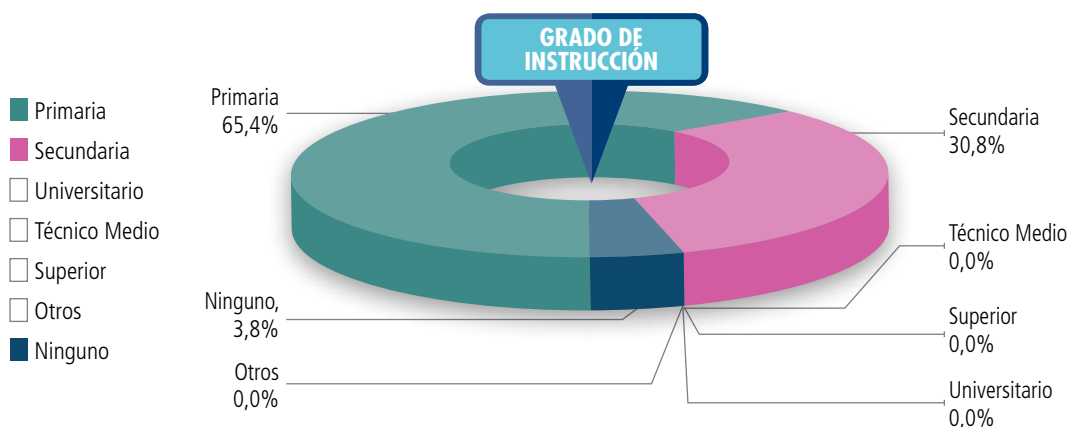 GRADO DE
INSTRUCCIÓN
Primaria
Secundaria
Universitario
Técnico Medio
Superior
Otros
Ninguno
Primaria
65,4%
Secundaria
30,8%
Técnico Medio
0,0%
Superior
0,0%
Universitario
0,0%
Ninguno,
3,8%
Otros
0,0%